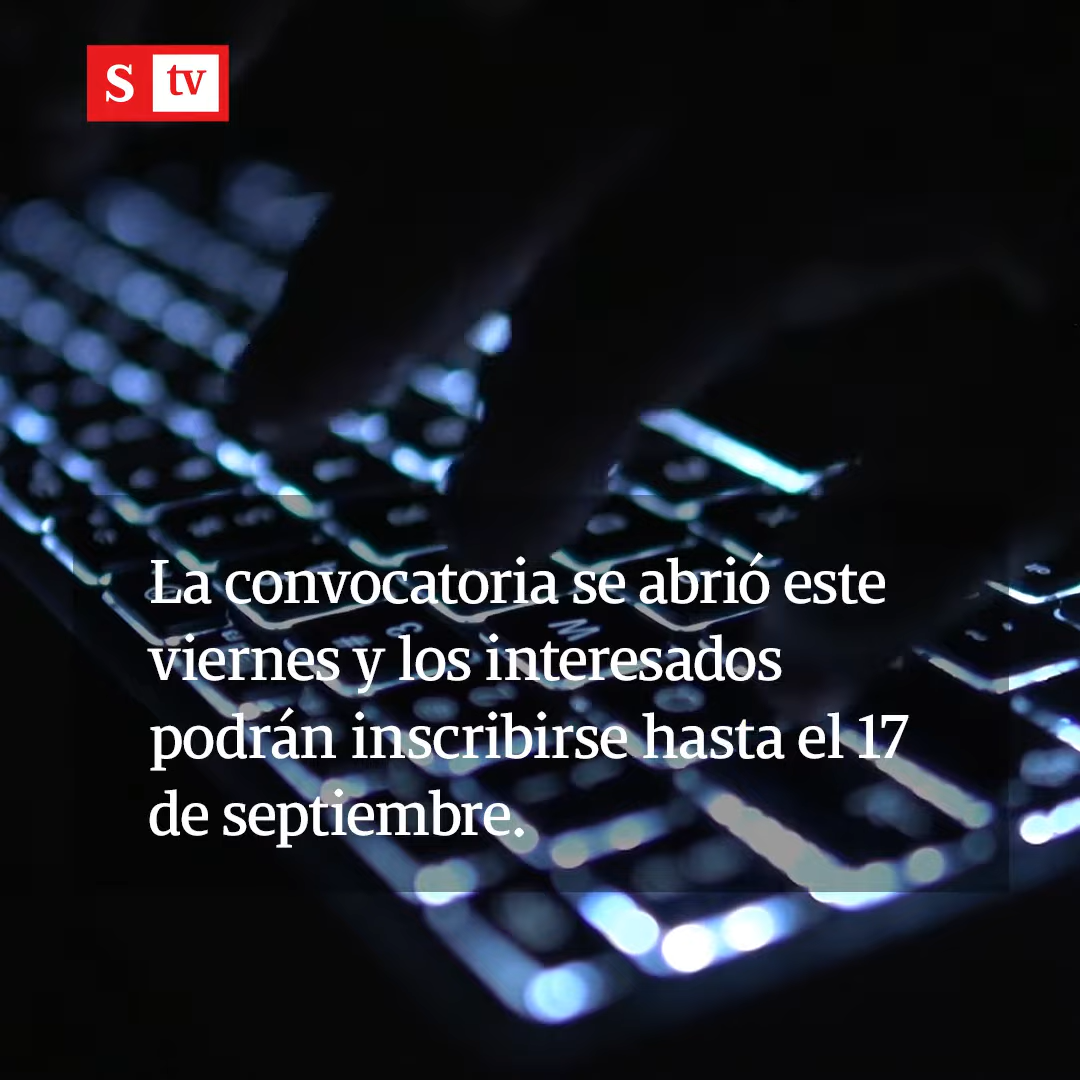 S tv
La convocatoria se abrió este
viernes y los interesados
podrán inscribirse hasta el 17
de septiembre.